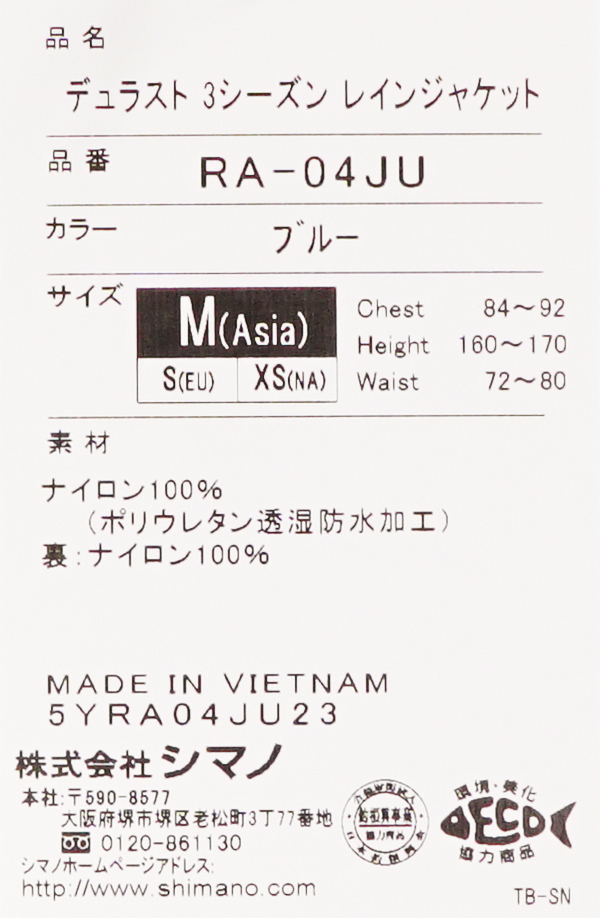 品名
デュラスト 3シーズン レインジャケット
品番
RA-04JU
カラー
ブルー
サイズ
M(Asia)
S(EU) XS(NA)
Chest 84～92
Height 160～170
Waist 72～80
素材
ナイロン100%
(ポリウレタン透湿防水加工)
裏:ナイロン100%
MADE IN VIETNAM
5YRA04JU23
株式会社シマノ
本社:〒590-8577
大阪府堺市堺区老松町3丁77番地
0120-861130
シマノホームページアドレス:
http://www.shimano.com
環境・美化
ECO
協力商品
TB-SN